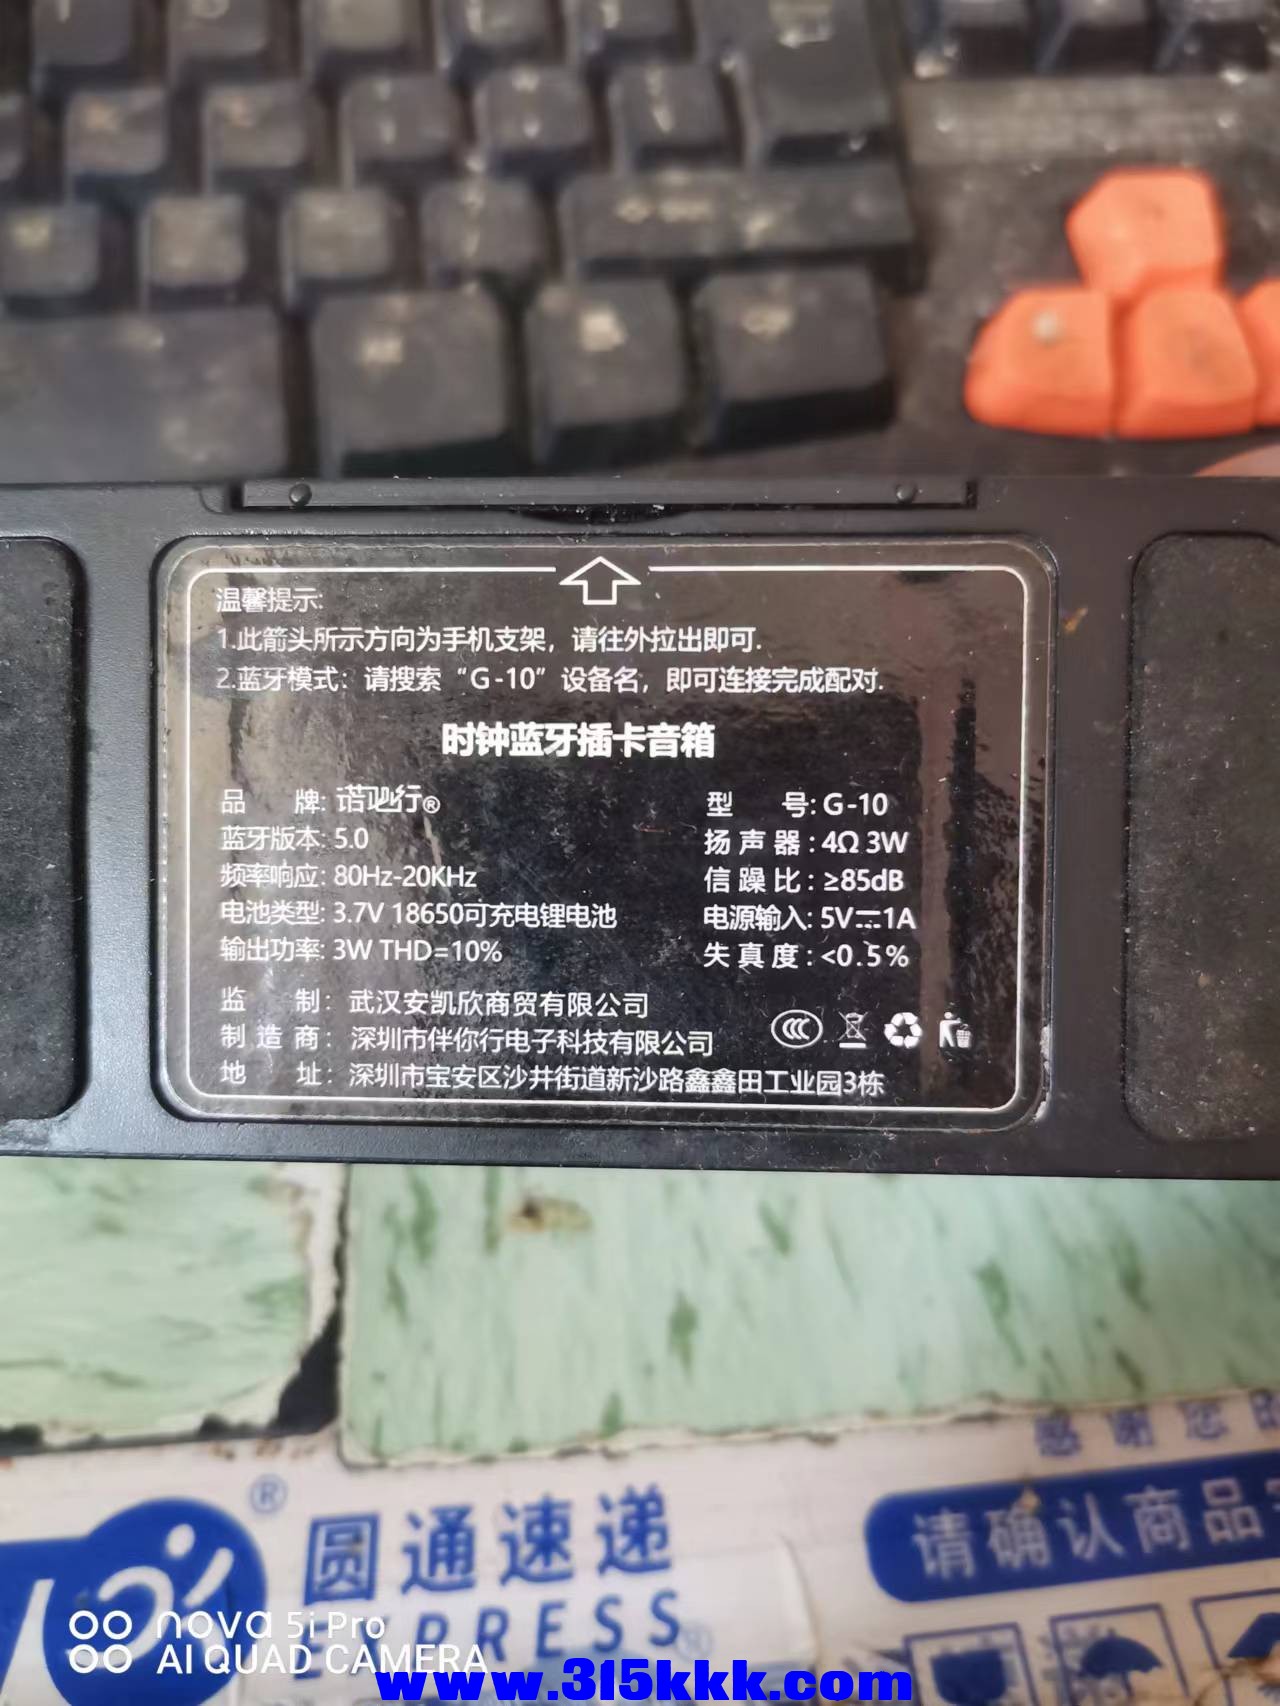 温馨提示:
1.此箭头所示方向为手机支架，请往外拉出即可.
2.蓝牙模式：请搜索“G-10”设备名，即可连接完成配对.
时钟蓝牙插卡音箱
品 牌: 诺吔行® 型 号: G-10
蓝牙版本: 5.0 扬声器: 4Ω 3W
频率响应: 80Hz-20KHz 信躁比: ≥85dB
电池类型: 3.7V 18650可充电锂电池 电源输入: 5V⎓1A
输出功率: 3W THD=10% 失真度: <0.5%
监 制: 武汉安凯欣商贸有限公司
制造商: 深圳市伴你行电子科技有限公司
地 址: 深圳市宝安区沙井街道新沙路鑫鑫田工业园3栋
感谢您
圆通速递
请确认商品
EXPRESS
nova 5i Pro
AI QUAD CAMERA
www.315kkk.com